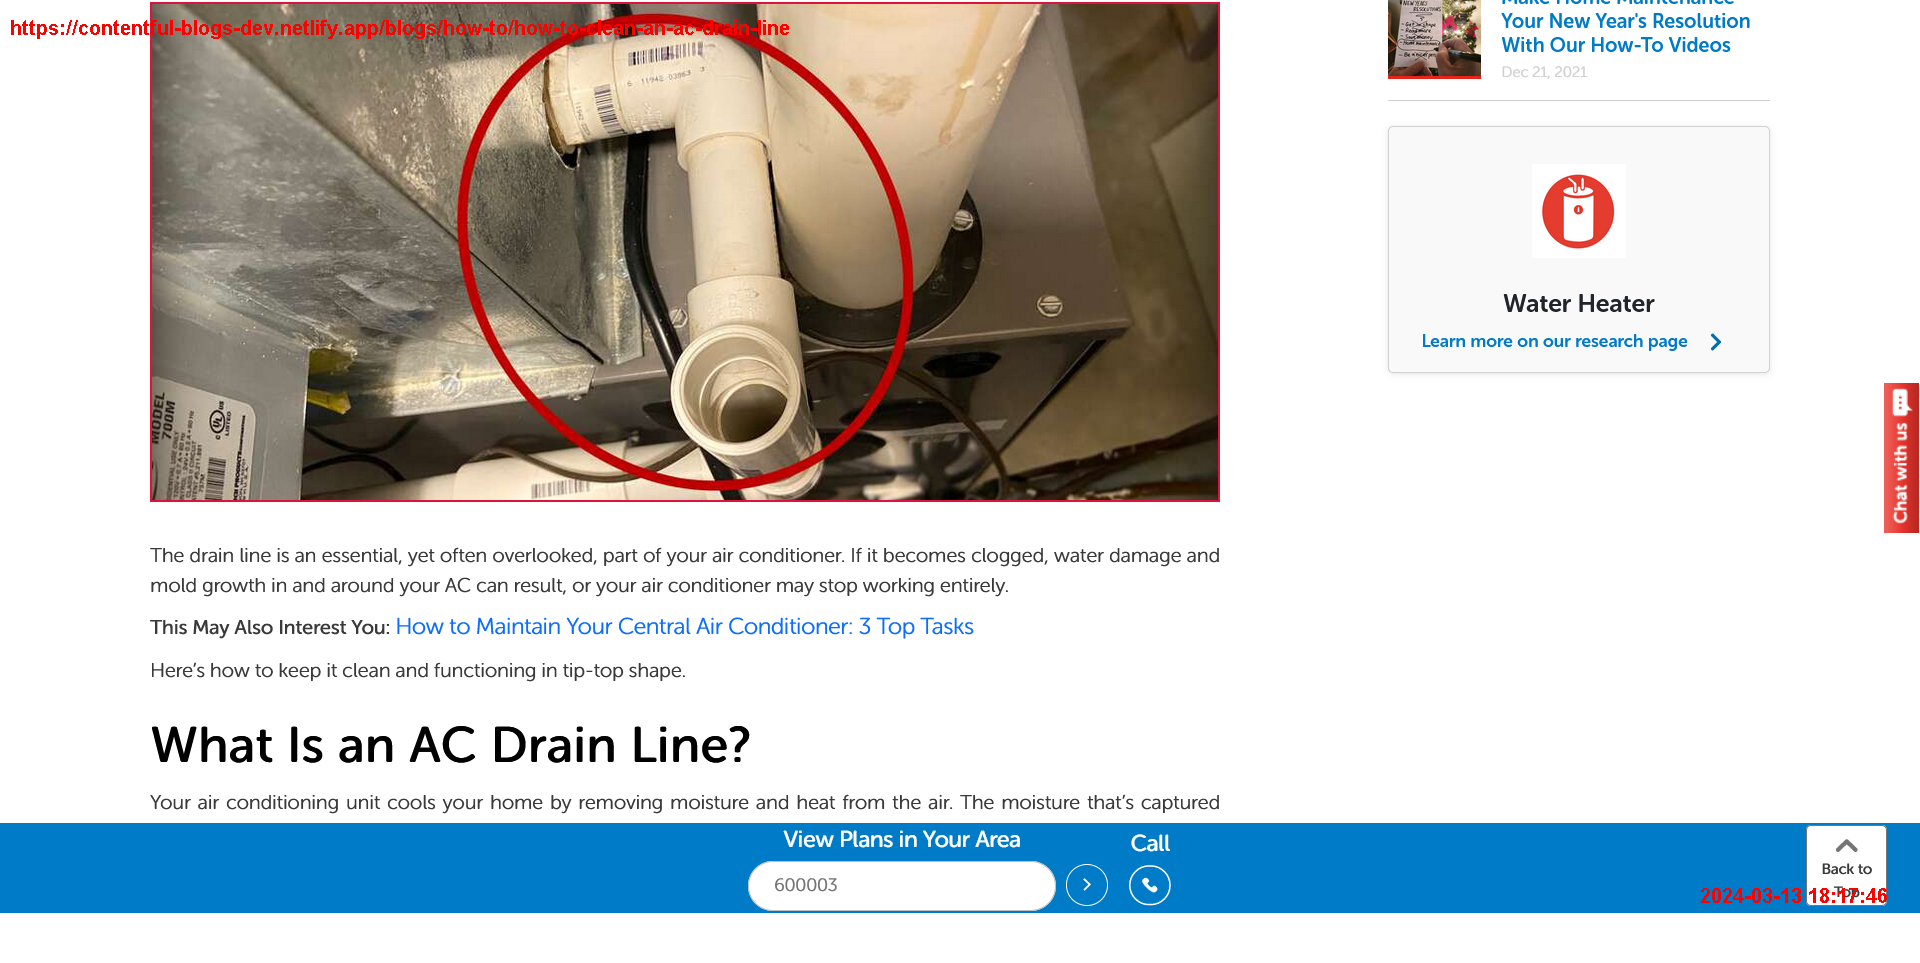 https://contentful-blogs-dev.netlify.app/blogs/how-to/how-to-clean-an-ac-drain-line
6 11942 03863 3
MODEL
700M
LISTED
The drain line is an essential, yet often overlooked, part of your air conditioner. If it becomes clogged, water damage and
mold growth in and around your AC can result, or your air conditioner may stop working entirely.
This May Also Interest You: How to Maintain Your Central Air Conditioner: 3 Top Tasks
Here’s how to keep it clean and functioning in tip-top shape.
What Is an AC Drain Line?
Your air conditioning unit cools your home by removing moisture and heat from the air. The moisture that’s captured
Make Home Maintenance
Your New Year's Resolution
With Our How-To Videos
Dec 21, 2021
Water Heater
Learn more on our research page
Chat with us
View Plans in Your Area
600003
Call
Back to
Top
2024-03-13 18:17:46